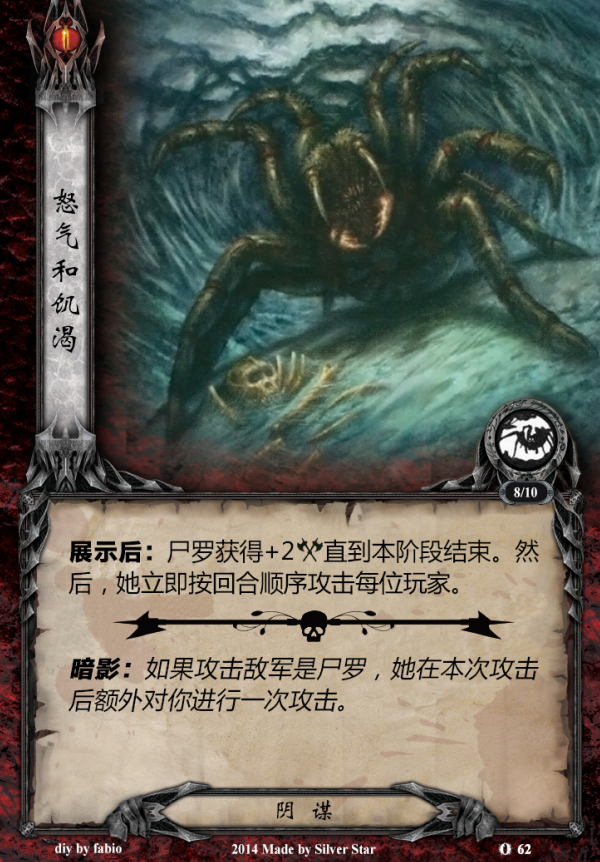 怒气和饥渴
8/10
展示后：尸罗获得+2直到本阶段结束。然
后，她立即按回合顺序攻击每位玩家。
暗影：如果攻击敌军是尸罗，她在本次攻击
后额外对你进行一次攻击。
阴谋
diy by fabio
2014 Made by Silver Star
62